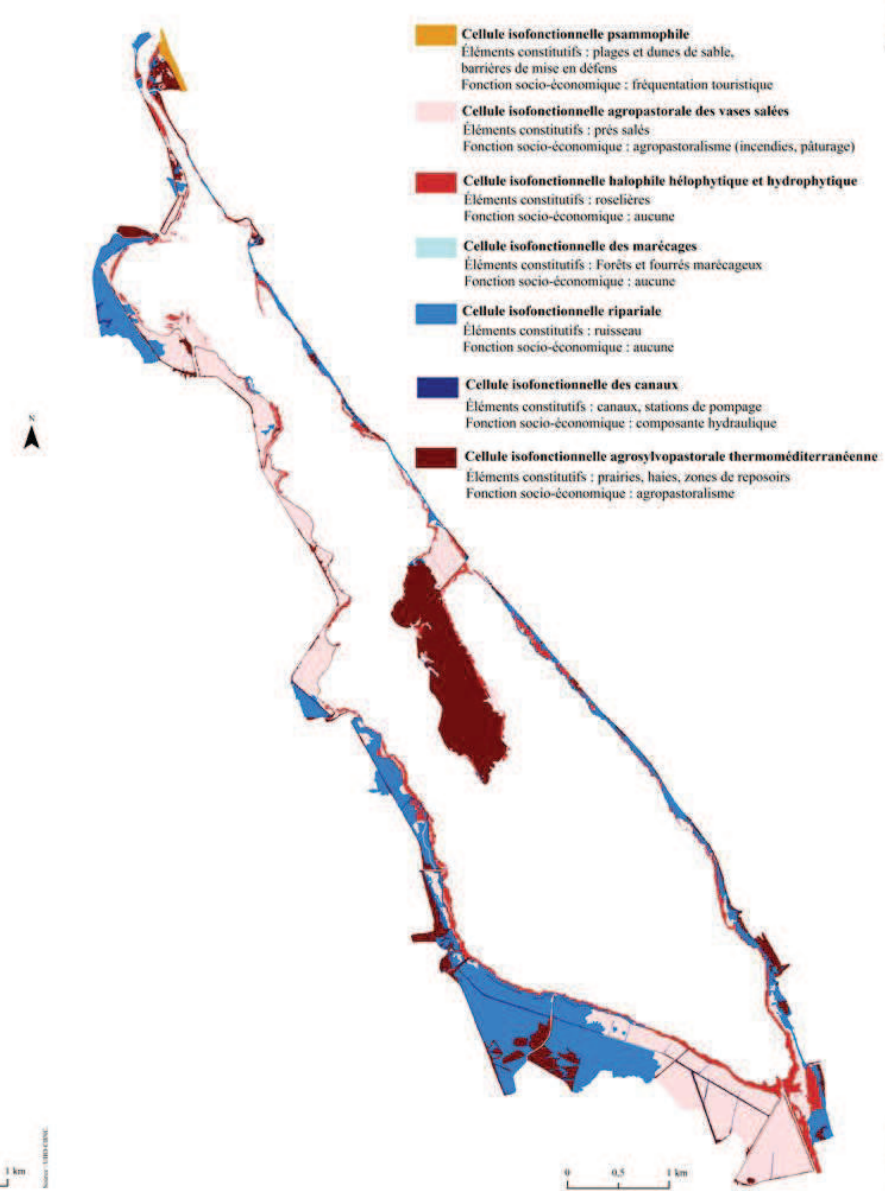 Cellule isofonctionnelle psammophile
Éléments constitutifs : plages et dunes de sable,
barrières de mise en défens
Fonction socio-économique : fréquentation touristique
Cellule isofonctionnelle agropastorale des vases salées
Éléments constitutifs : prés salés
Fonction socio-économique : agropastoralisme (incendies, pâturage)
Cellule isofonctionnelle halophile hélophytique et hydrophytique
Éléments constitutifs : roselières
Fonction socio-économique : aucune
Cellule isofonctionnelle des marécages
Éléments constitutifs : Forêts et fourrés marécageux
Fonction socio-économique : aucune
Cellule isofonctionnelle ripariale
Éléments constitutifs : ruisseau
Fonction socio-économique : aucune
Cellule isofonctionnelle des canaux
Éléments constitutifs : canaux, stations de pompage
Fonction socio-économique : composante hydraulique
Cellule isofonctionnelle agrosylvopastorale thermoméditerranéenne
Éléments constitutifs : prairies, haies, zones de reposoirs
Fonction socio-économique : agropastoralisme
N
1 km
0 0,5 1 km